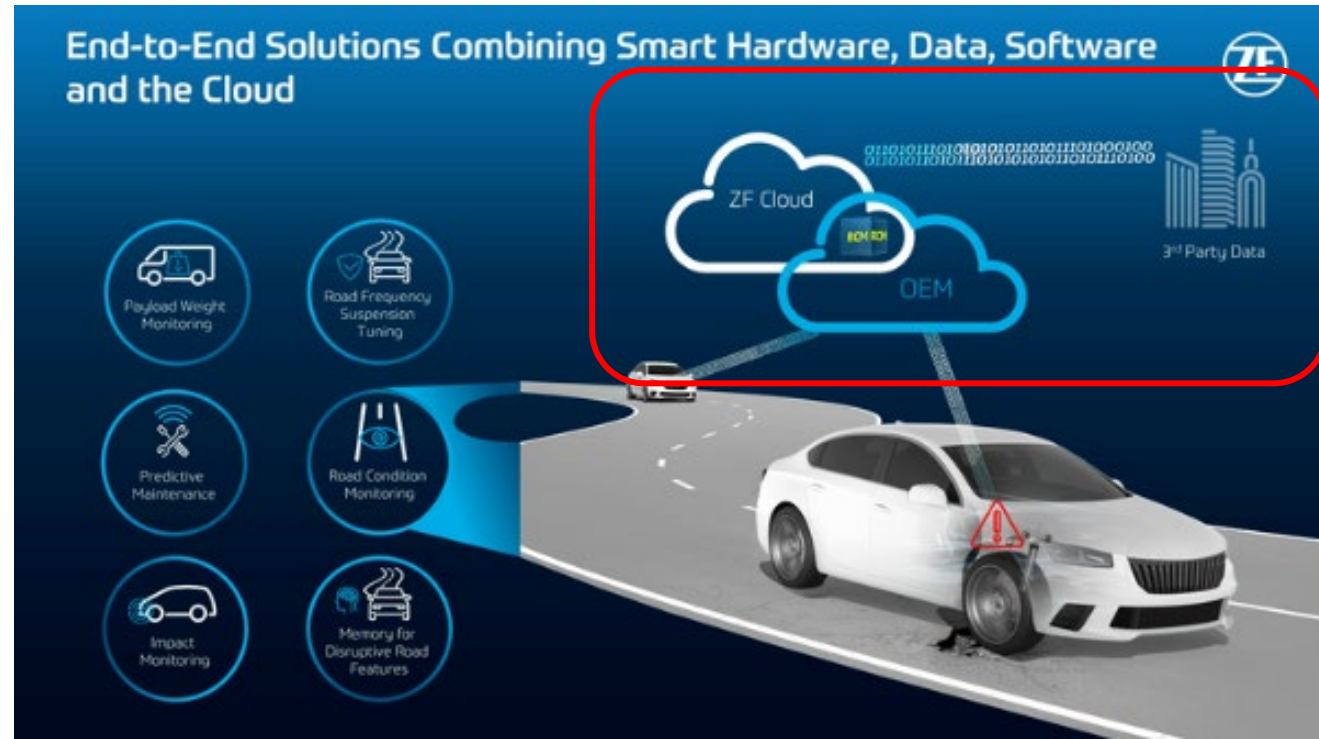 End-to-End Solutions Combining Smart Hardware, Data, Software
and the Cloud
ZF
ZF Cloud
OEM
3rd Party Data
Payload Weight
Monitoring
Road Frequency
Suspension
Tuning
Predictive
Maintenance
Road Condition
Monitoring
Impact
Monitoring
Memory for
Disruptive Road
Features